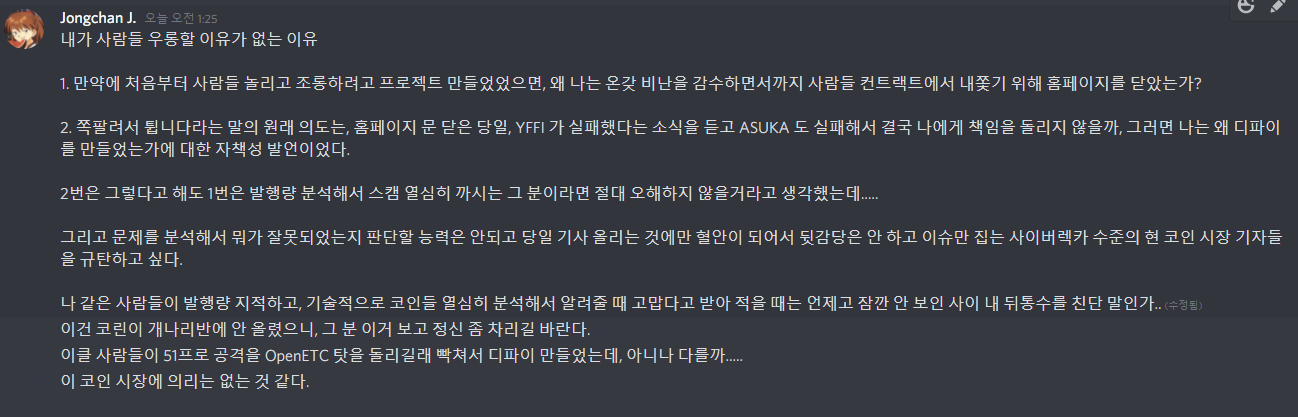 Jongchan J. 오늘 오전 1:25
내가 사람들 우롱할 이유가 없는 이유
1. 만약에 처음부터 사람들 놀리고 조롱하려고 프로젝트 만들었었으면, 왜 나는 온갖 비난을 감수하면서까지 사람들 컨트랙트에서 내쫓기 위해 홈페이지를 닫았는가?
2. 쪽팔려서 튑니다라는 말의 원래 의도는, 홈페이지 문 닫은 당일, YFFI 가 실패했다는 소식을 듣고 ASUKA 도 실패해서 결국 나에게 책임을 돌리지 않을까, 그러면 나는 왜 디파이
를 만들었는가에 대한 자책성 발언이었다.
2번은 그렇다고 해도 1번은 발행량 분석해서 스캠 열심히 까시는 그 분이라면 절대 오해하지 않을거라고 생각했는데.....
그리고 문제를 분석해서 뭐가 잘못되었는지 판단할 능력은 안되고 당일 기사 올리는 것에만 혈안이 되어서 뒷감당은 안 하고 이슈만 집는 사이버렉카 수준의 현 코인 시장 기자들
을 규탄하고 싶다.
나 같은 사람들이 발행량 지적하고, 기술적으로 코인들 열심히 분석해서 알려줄 때 고맙다고 받아 적을 때는 언제고 잠깐 안 보인 사이 내 뒤통수를 친단 말인가.. (수정됨)
이건 코린이 개나리반에 안 올렸으니, 그 분 이거 보고 정신 좀 차리길 바란다.
이클 사람들이 51프로 공격을 OpenETC 탓을 돌리길래 빡쳐서 디파이 만들었는데, 아니나 다를까.....
이 코인 시장에 의리는 없는 것 같다.